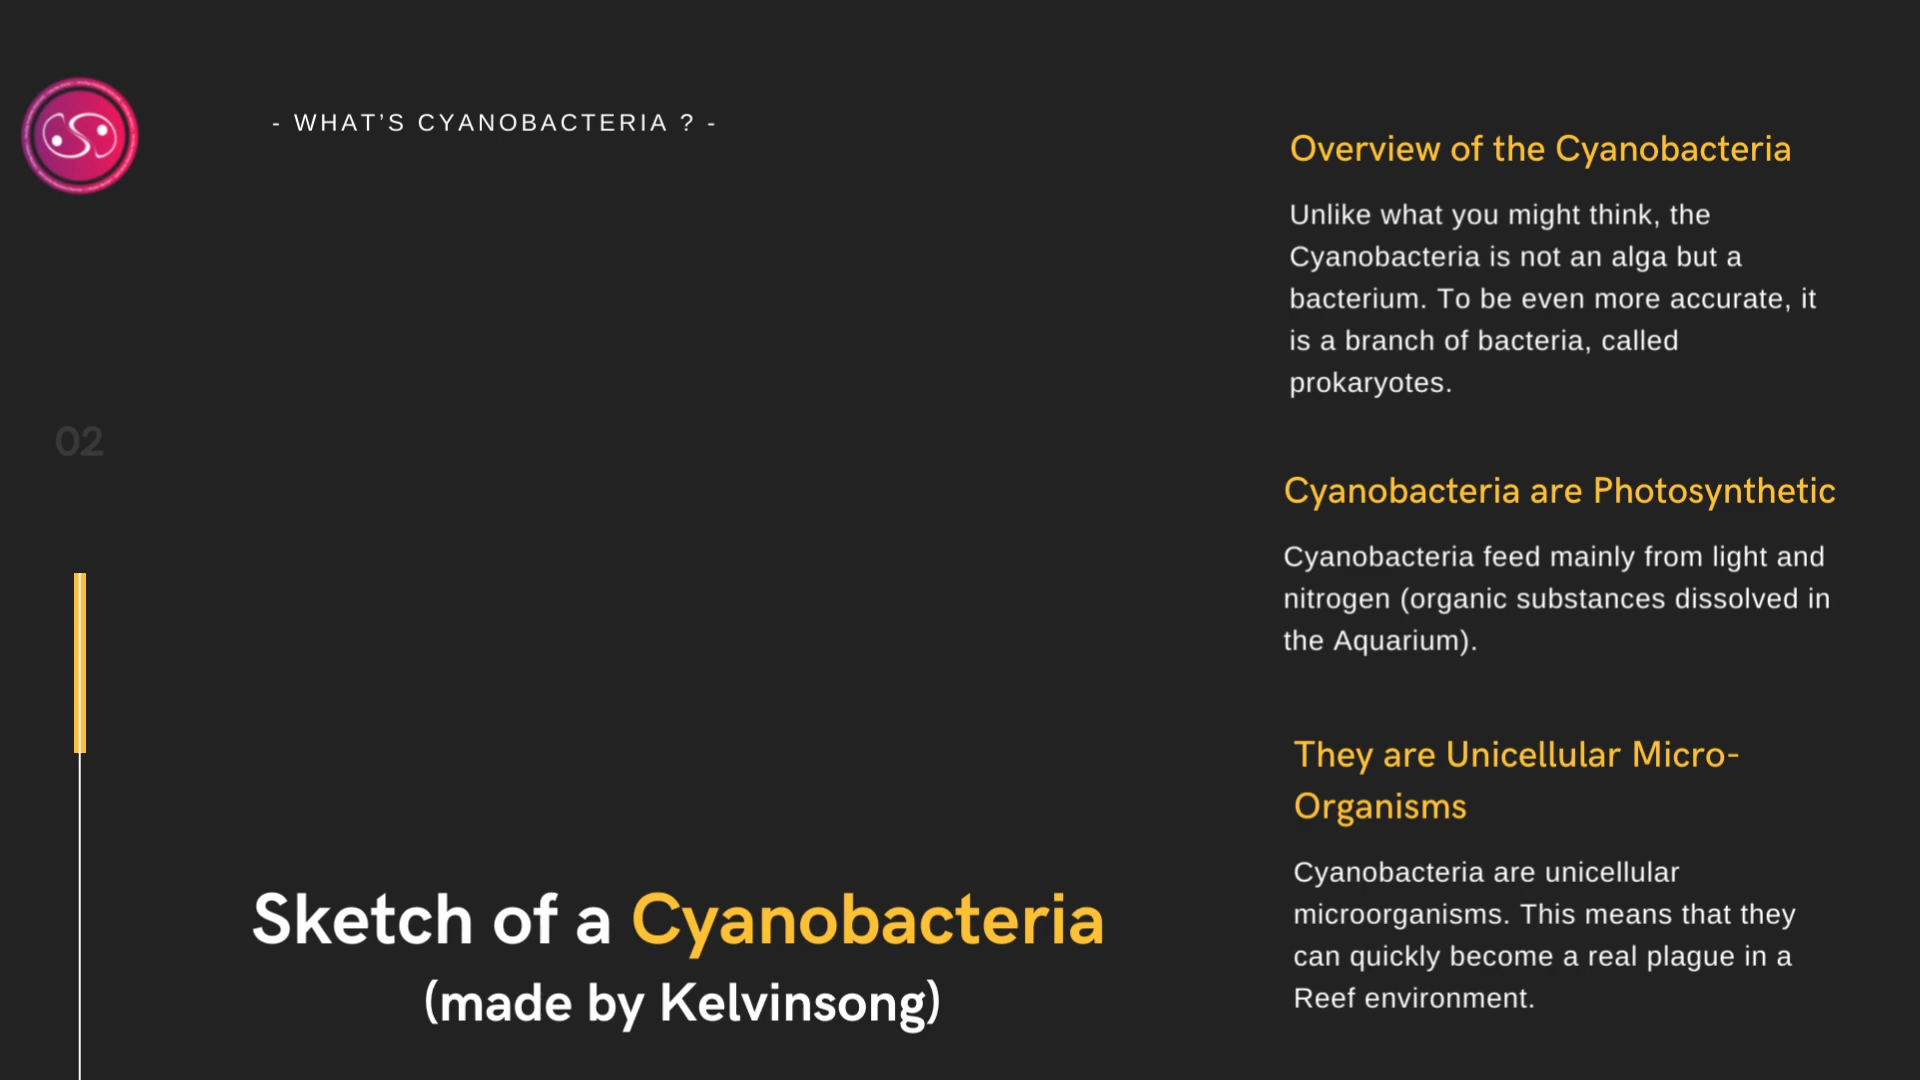 - WHAT’S CYANOBACTERIA ? -
02
Sketch of a Cyanobacteria
(made by Kelvinsong)
Overview of the Cyanobacteria
Unlike what you might think, the
Cyanobacteria is not an alga but a
bacterium. To be even more accurate, it
is a branch of bacteria, called
prokaryotes.
Cyanobacteria are Photosynthetic
Cyanobacteria feed mainly from light and
nitrogen (organic substances dissolved in
the Aquarium).
They are Unicellular Micro-
Organisms
Cyanobacteria are unicellular
microorganisms. This means that they
can quickly become a real plague in a
Reef environment.